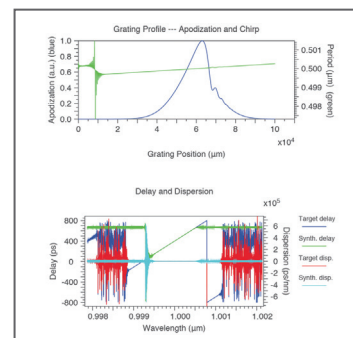 Grating Profile --- Apodization and Chirp
Apodization (a.u.) (blue)
1.0
0.8
0.6
0.4
0.2
0.0
0.501
0.500
0.499
0.498
Period (µm) (green)
0 2 4 6 8 10
x10⁴
Grating Position (µm)
Delay and Dispersion
x10⁵
Delay (ps)
800
400
0
-400
-800
6
4
2
0
-2
-4
-6
Dispersion (ps/nm)
0.998 0.999 1.000 1.001 1.002
Wavelength (µm)
Target delay
Synth. delay
Target disp.
Synth. disp.